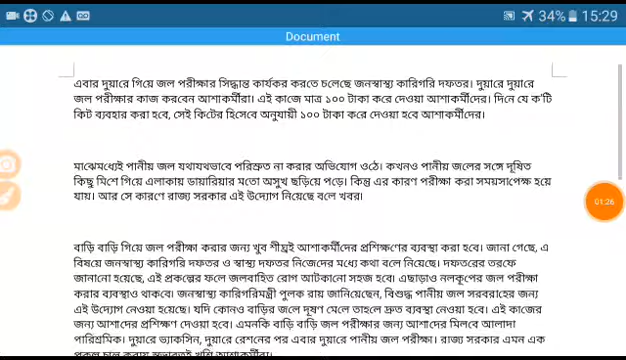 34% 15:29
Document
এবার দুয়ারে গিয়ে জল পরীক্ষার সিদ্ধান্ত কার্যকর করতে চলেছে জনস্বাস্থ্য কারিগরি দফতর। দুয়ারে দুয়ারে
জল পরীক্ষার কাজ করবেন আশাকর্মীরা। এই কাজে মাত্র ১০০ টাকা করে দেওয়া আশাকর্মীদের। দিনে যে ক'টি
কিট ব্যবহার করা হবে, সেই কিটের হিসেবে অনুযায়ী ১০০ টাকা করে দেওয়া হবে আশাকর্মীদের।
মাঝেমধ্যেই পানীয় জল যথাযথভাবে পরিস্রুত না করার অভিযোগ ওঠে। কখনও পানীয় জলের সঙ্গে দূষিত
কিছু মিশে গিয়ে এলাকায় ডায়ারিয়ার মতো অসুখ ছড়িয়ে পড়ে। কিন্তু এর কারণ পরীক্ষা করা সময়সাপেক্ষ হয়ে
যায়। আর সে কারণে রাজ্য সরকার এই উদ্যোগ নিয়েছে বলে খবর।
01:26
বাড়ি বাড়ি গিয়ে জল পরীক্ষা করার জন্য খুব শীঘ্রই আশাকর্মীদের প্রশিক্ষণের ব্যবস্থা করা হবে। জানা গেছে, এ
বিষয়ে জনস্বাস্থ্য কারিগরি দফতর ও স্বাস্থ্য দফতর নিজেদের মধ্যে কথা বলে নিয়েছে। দফতরের তরফে
জানানো হয়েছে, এই প্রকল্পের ফলে জলবাহিত রোগ আটকানো সহজ হবে। এছাড়াও নলকূপের জল পরীক্ষা
করার ব্যবস্থাও থাকবে। জনস্বাস্থ্য কারিগরিমন্ত্রী পুলক রায় জানিয়েছেন, বিশুদ্ধ পানীয় জল সরবরাহের জন্য
এই উদ্যোগ নেওয়া হয়েছে। যদি কোনও বাড়ির জলে দূষণ মেলে তাহলে দ্রুত ব্যবস্থা নেওয়া হবে। এই কাজের
জন্য আশাদের প্রশিক্ষণ দেওয়া হবে। এমনকি বাড়ি বাড়ি জল পরীক্ষার জন্য আশাদের মিলবে আলাদা
পারিশ্রমিক। দুয়ারে ভ্যাকসিন, দুয়ারে রেশনের পর এবার দুয়ারে পানীয় জল পরীক্ষা। রাজ্য সরকার এমন এক
প্রকল্প চালু করায় স্বভাবতই খুশি আশাকর্মীরা।